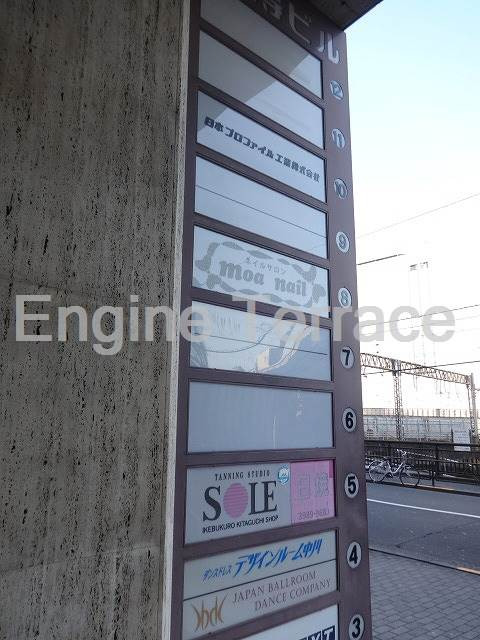 ビル
12
11
日本プロファイル工業株式会社
10
9
ネイルサロン
moa nail
8
Engine Terrace
7
6
TANNING STUDIO
SOLE
IKEBUKURO KITAGUCHI SHOP
日焼
5
ダンスドレス デザインルーム中川
4
bdc JAPAN BALLROOM
DANCE COMPANY
3